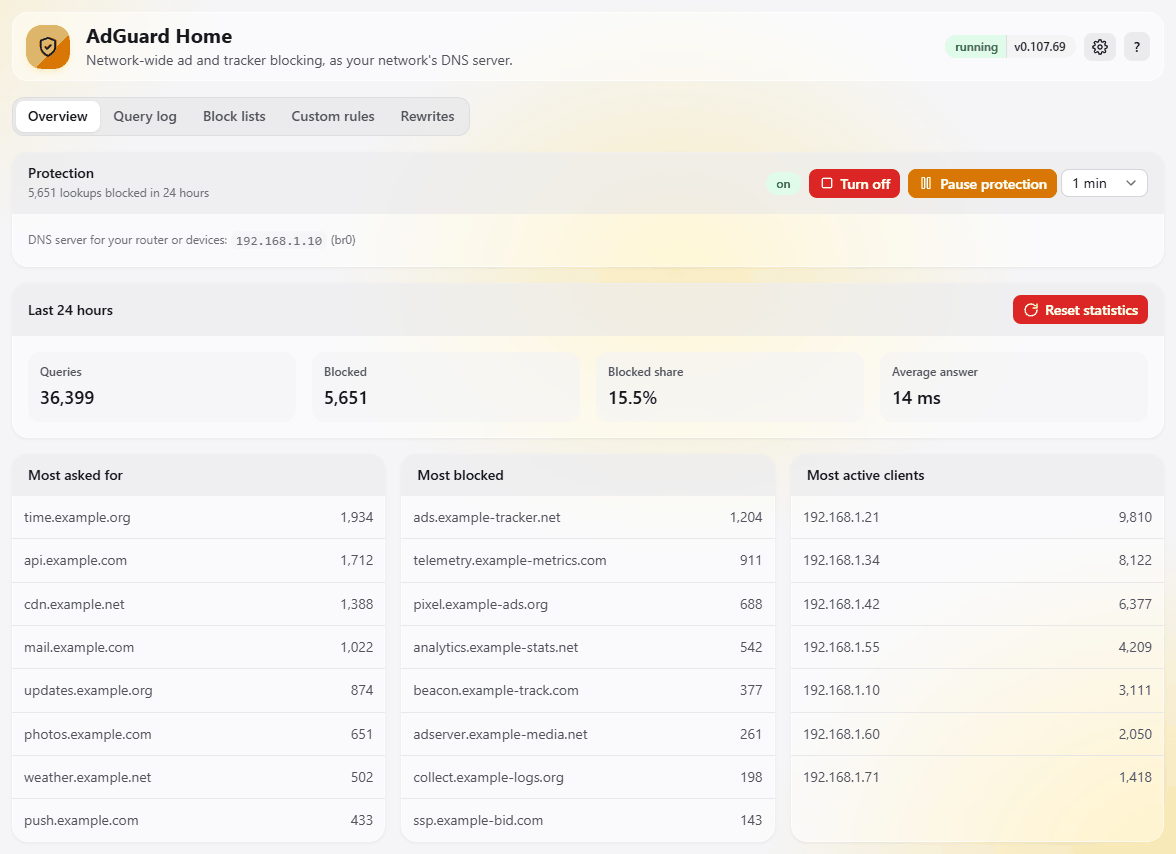 AdGuard Home
Network-wide ad and tracker blocking, as your network's DNS server.
running v0.107.69 ?
Overview Query log Block lists Custom rules Rewrites
Protection
5,651 lookups blocked in 24 hours
on Turn off Pause protection 1 min
DNS server for your router or devices: 192.168.1.10 (br0)
Last 24 hours
Reset statistics
Queries
36,399
Blocked
5,651
Blocked share
15.5%
Average answer
14 ms
Most asked for
time.example.org 1,934
api.example.com 1,712
cdn.example.net 1,388
mail.example.com 1,022
updates.example.org 874
photos.example.com 651
weather.example.net 502
push.example.com 433
Most blocked
ads.example-tracker.net 1,204
telemetry.example-metrics.com 911
pixel.example-ads.org 688
analytics.example-stats.net 542
beacon.example-track.com 377
adserver.example-media.net 261
collect.example-logs.org 198
ssp.example-bid.com 143
Most active clients
192.168.1.21 9,810
192.168.1.34 8,122
192.168.1.42 6,377
192.168.1.55 4,209
192.168.1.10 3,111
192.168.1.60 2,050
192.168.1.71 1,418